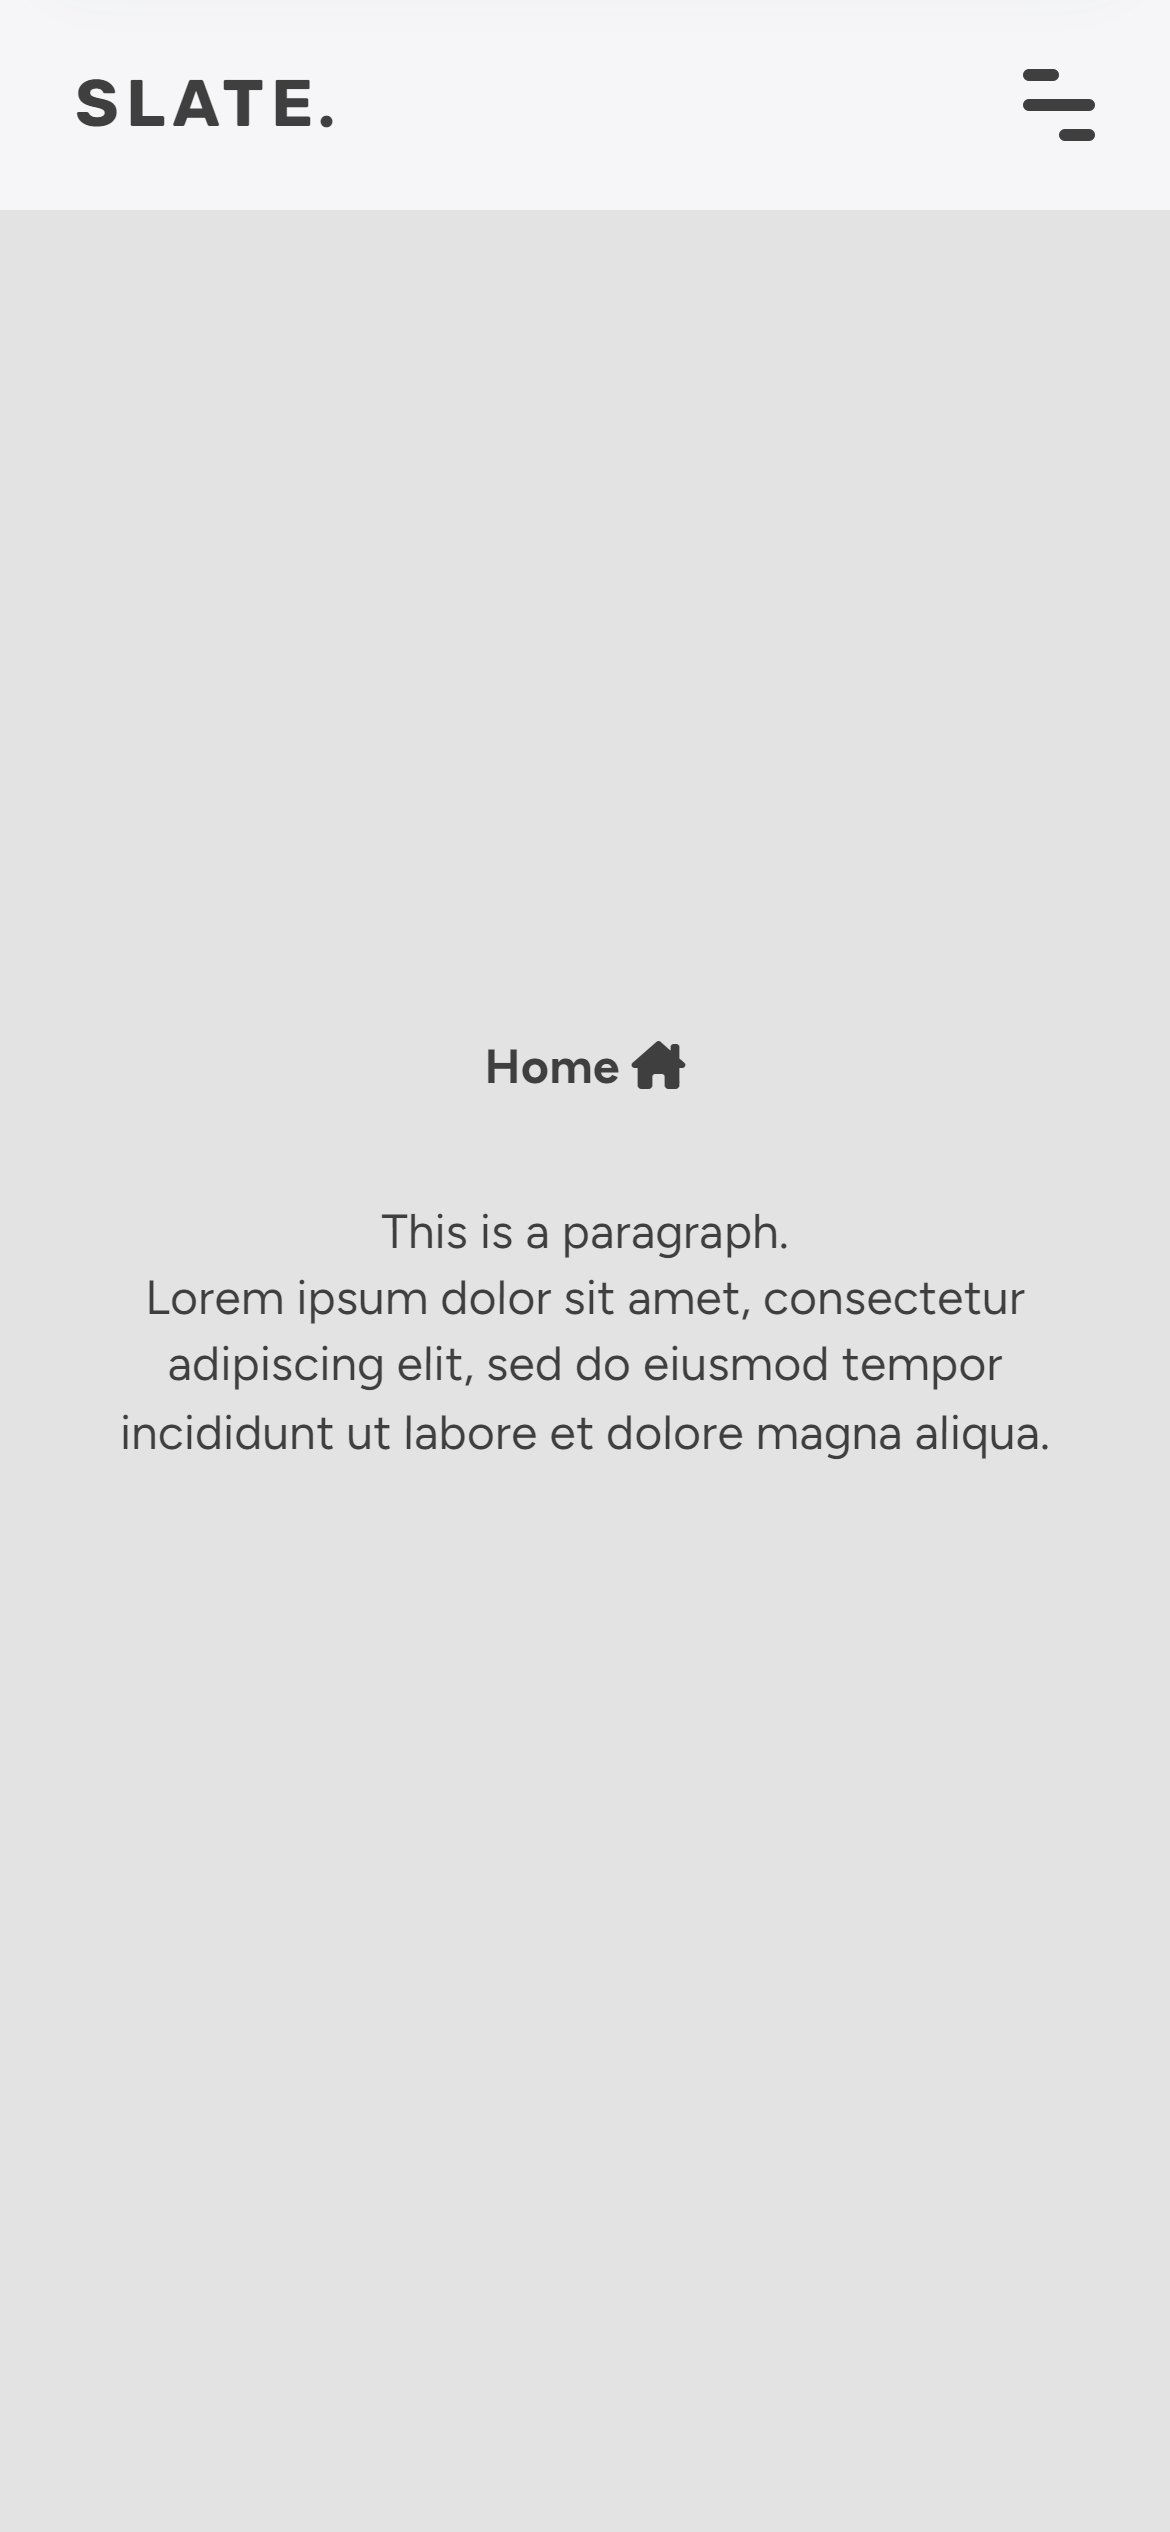 SLATE.
Home
This is a paragraph.
Lorem ipsum dolor sit amet, consectetur
adipiscing elit, sed do eiusmod tempor
incididunt ut labore et dolore magna aliqua.